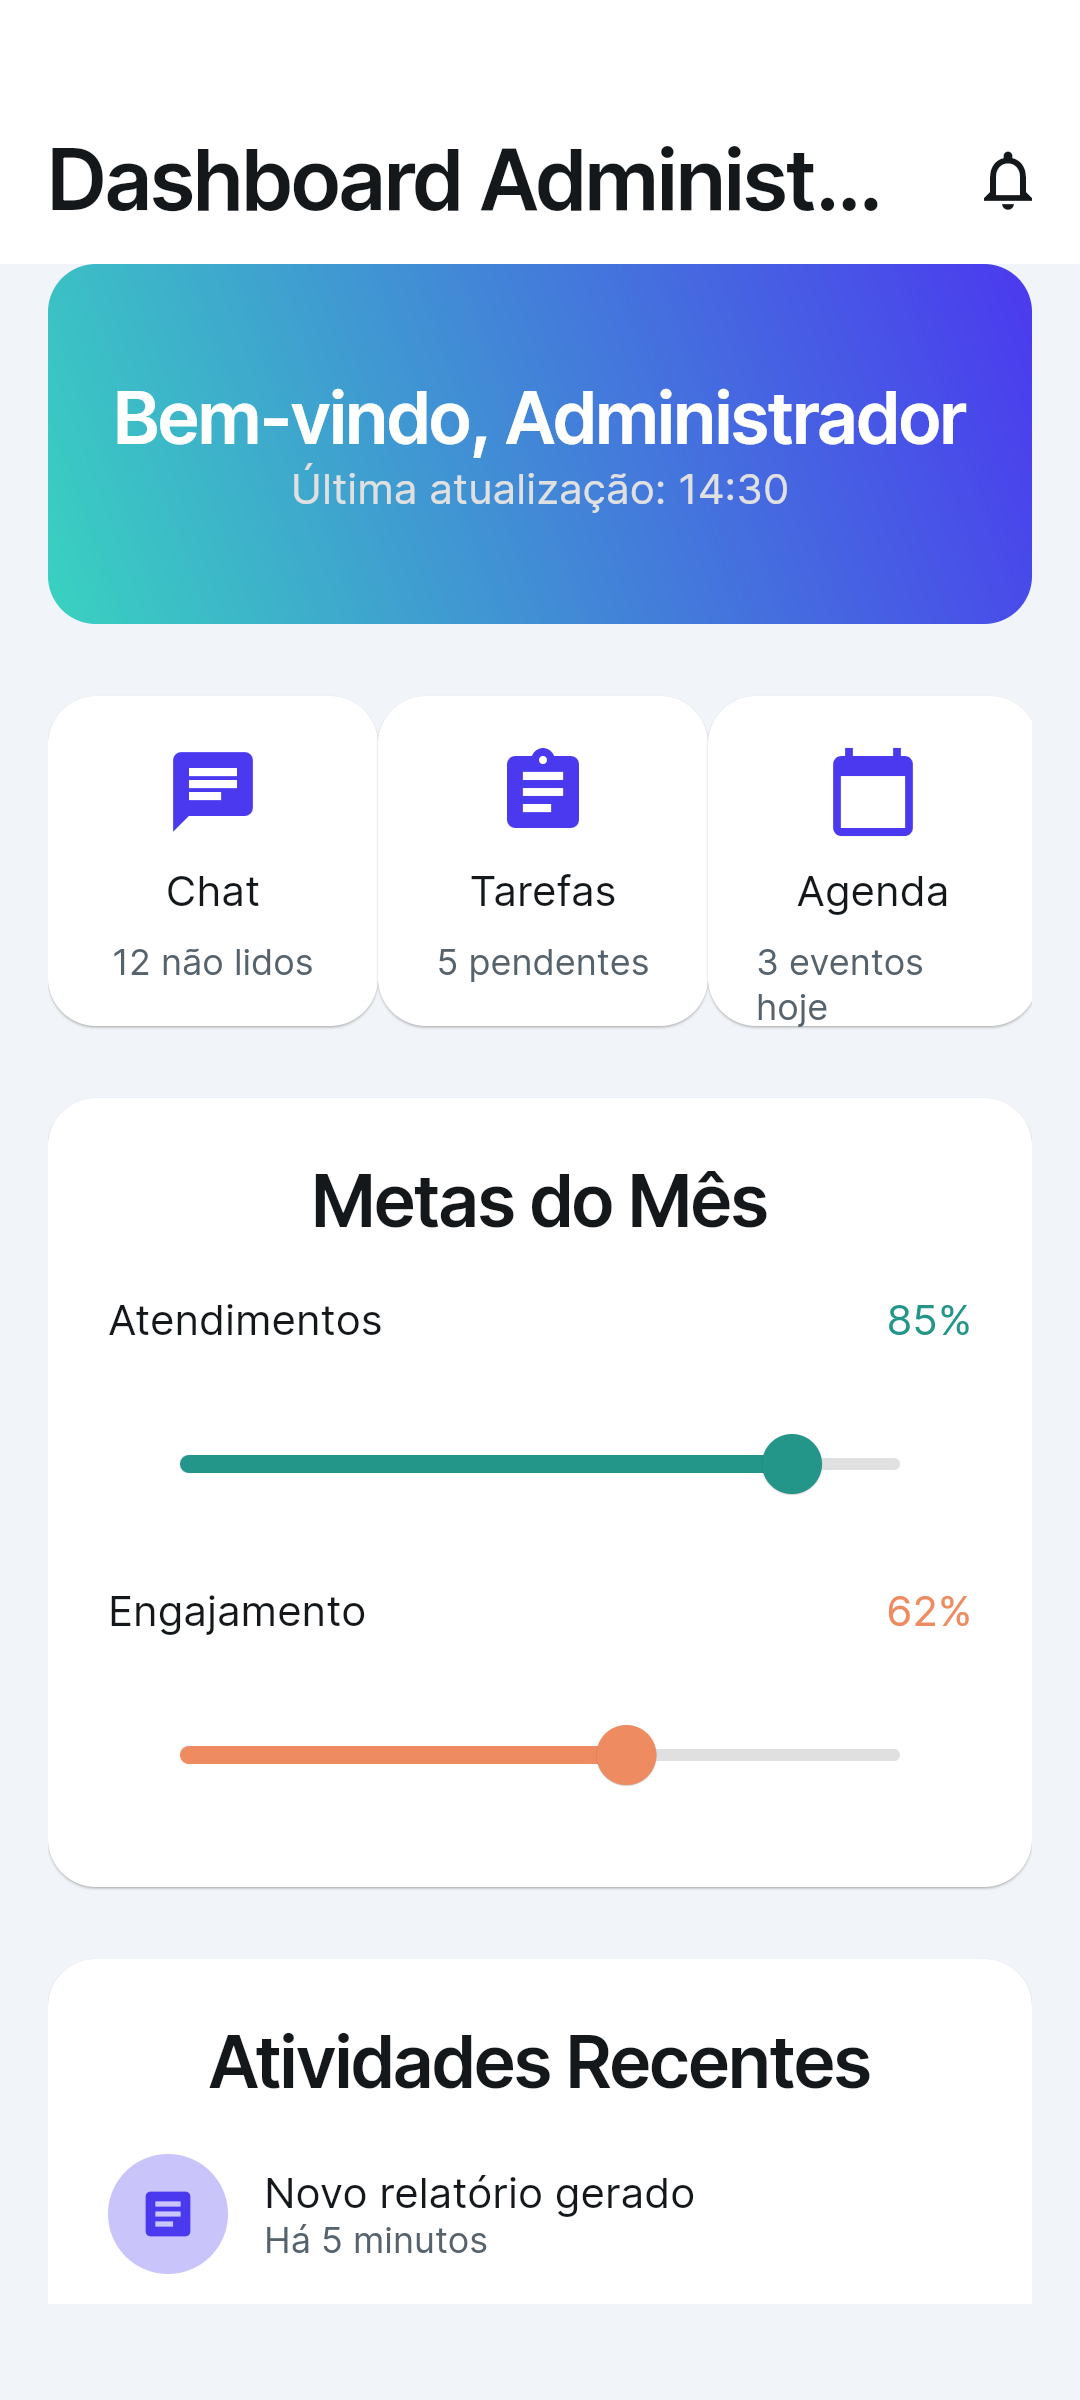 Dashboard Administ...
Bem-vindo, Administrador
Última atualização: 14:30
Chat
12 não lidos
Tarefas
5 pendentes
Agenda
3 eventos
hoje
Metas do Mês
Atendimentos 85%
Engajamento 62%
Atividades Recentes
Novo relatório gerado
Há 5 minutos